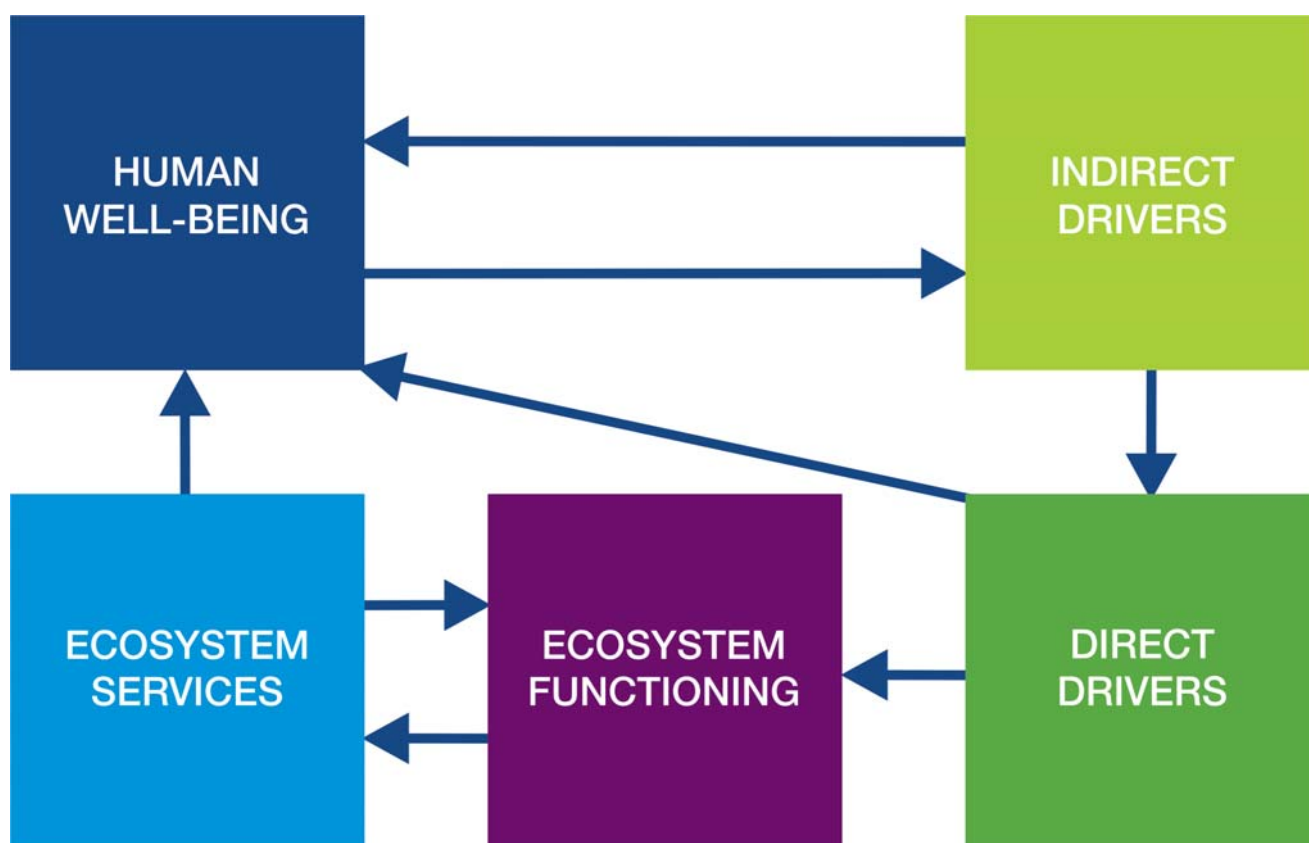 HUMAN
WELL-BEING
INDIRECT
DRIVERS
ECOSYSTEM
SERVICES
ECOSYSTEM
FUNCTIONING
DIRECT
DRIVERS